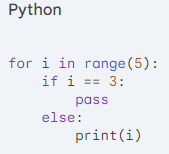 Python
for i in range(5):
    if i == 3:
        pass
    else:
        print(i)